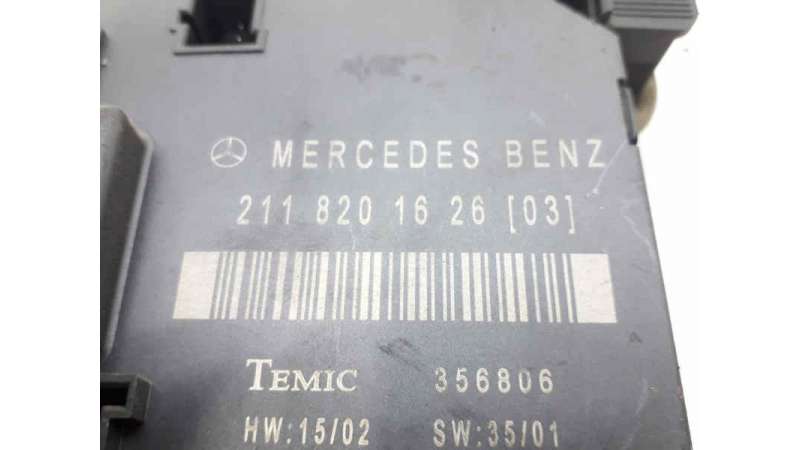 MERCEDES BENZ
211 820 16 26 [03]
TEMIC 356806
HW:15/02 SW:35/01